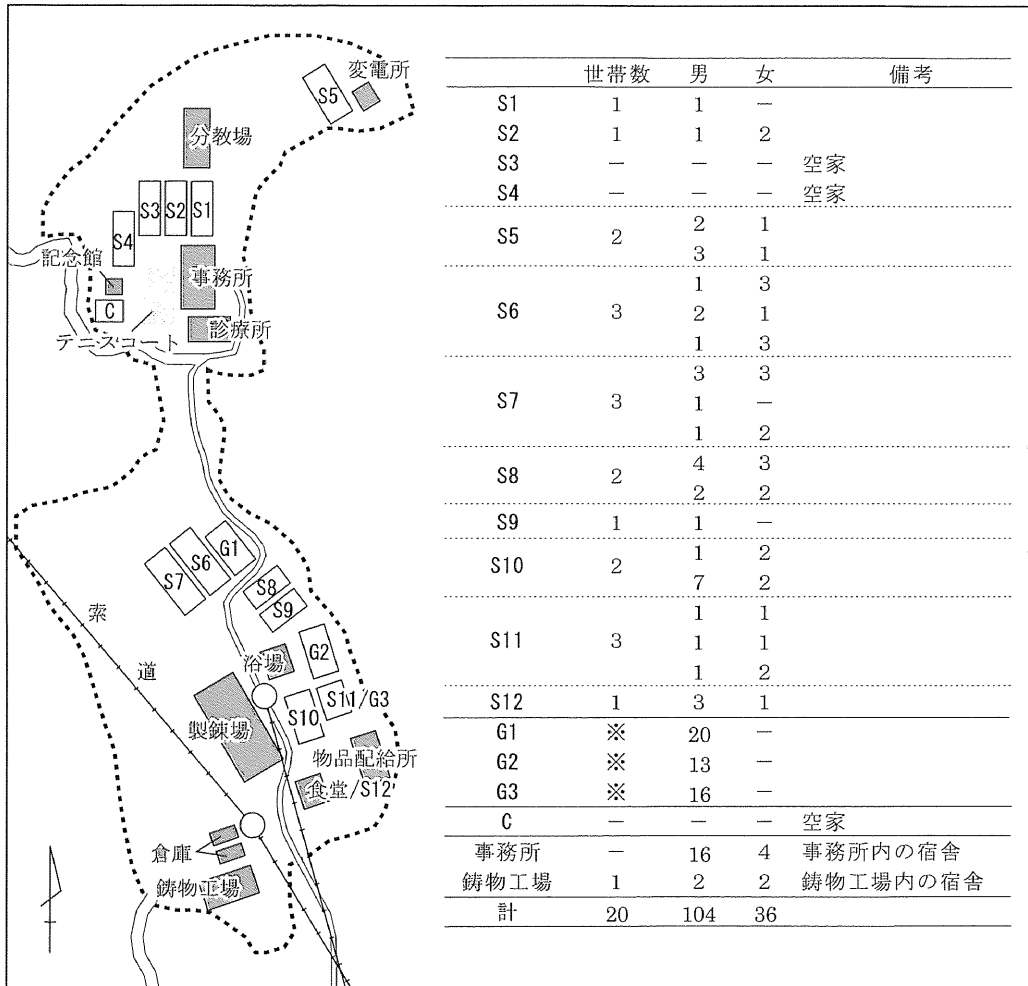 変電所
S5
分教場
S3
S2
S1
S4
記念館
事務所
C
診療所
テニスコート
G1
S6
S7
S8
S9
索道
G2
浴場
S11/G3
S10
製錬場
物品配給所
食堂/S12
倉庫
鋳物工場
世帯数 男 女 備考
S1 1 1 −
S2 1 1 2
S3 − − − 空家
S4 − − − 空家
S5 2 2 1
3 1
S6 3 1 3
2 1
1 3
S7 3 3 3
1 −
1 2
S8 2 4 3
2 2
S9 1 1 −
S10 2 1 2
7 2
S11 3 1 1
1 1
1 2
S12 1 3 1
G1 ※ 20 −
G2 ※ 13 −
G3 ※ 16 −
C − − − 空家
事務所 − 16 4 事務所内の宿舎
鋳物工場 1 2 2 鋳物工場内の宿舎
計 20 104 36